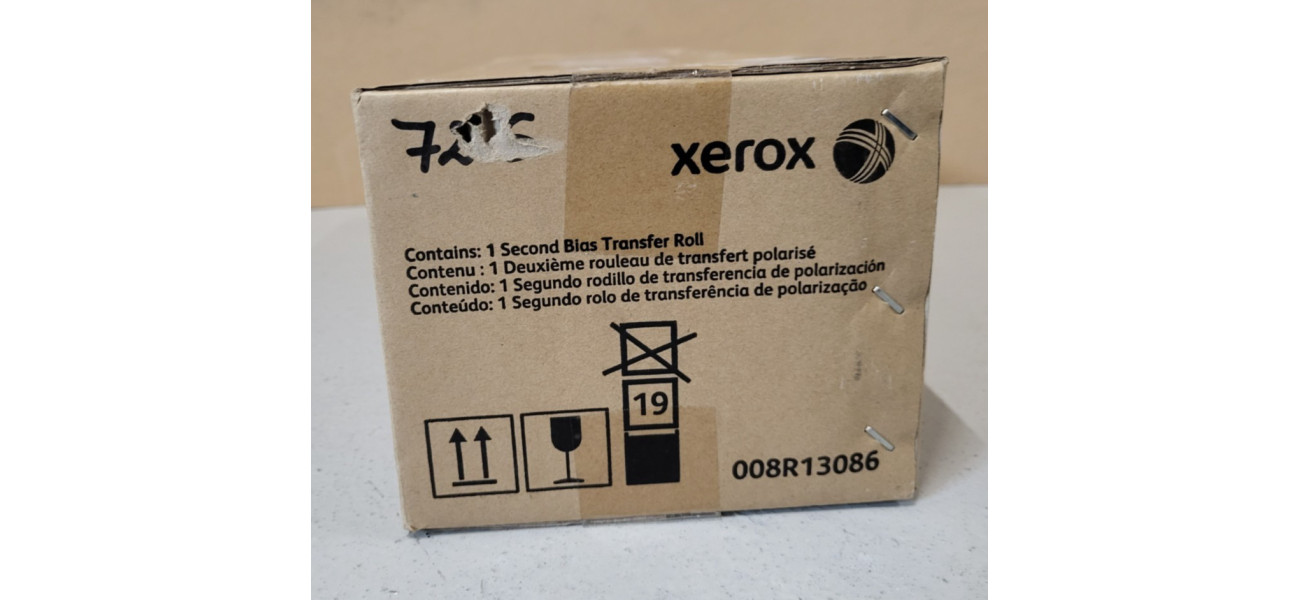 xerox
Contains: 1 Second Bias Transfer Roll
Contenu : 1 Deuxième rouleau de transfert polarisé
Contenido: 1 Segundo rodillo de transferencia de polarización
Conteúdo: 1 Segundo rolo de transferência de polarização
19
008R13086